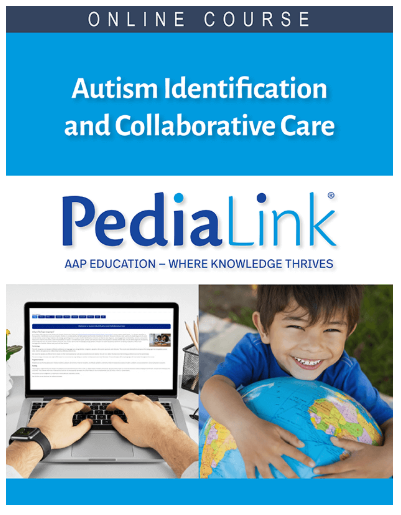 ONLINE COURSE
Autism Identification
and Collaborative Care
PediaLink®
AAP EDUCATION – WHERE KNOWLEDGE THRIVES